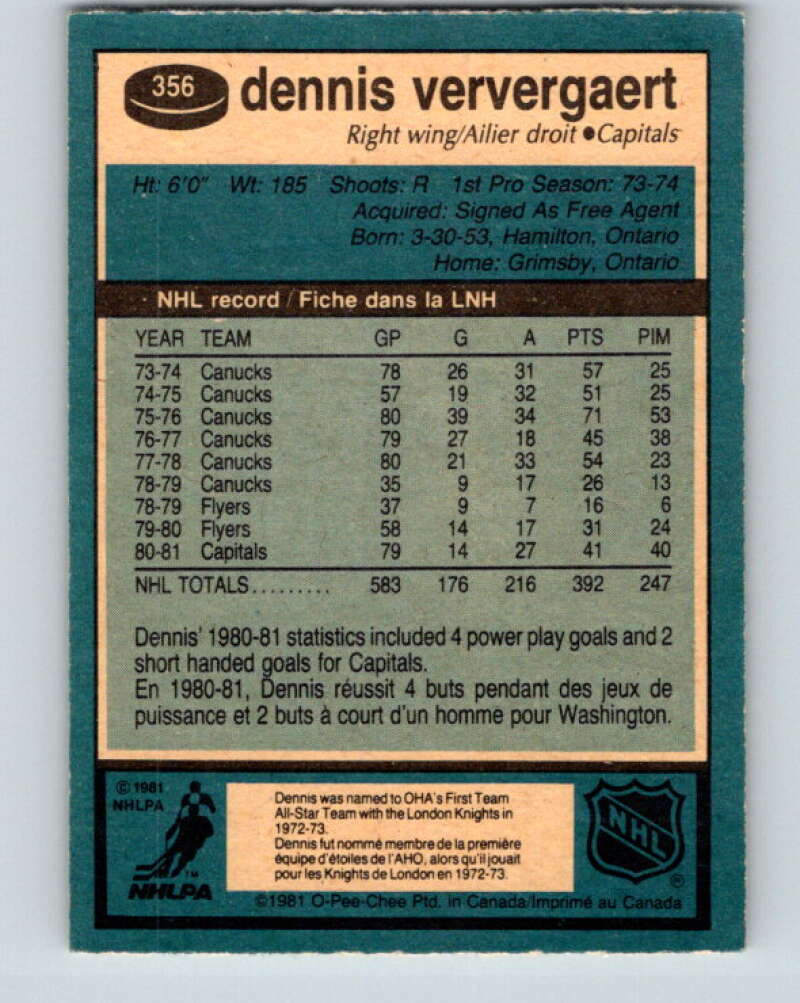 356
dennis ververgaert
Right wing/Ailier droit ●Capitals
Ht: 6'0" Wt: 185 Shoots: R 1st Pro Season: 73-74
Acquired: Signed As Free Agent
Born: 3-30-53, Hamilton, Ontario
Home: Grimsby, Ontario
NHL record / Fiche dans la LNH
YEAR TEAM GP G A PTS PIM
73-74 Canucks 78 26 31 57 25
74-75 Canucks 57 19 32 51 25
75-76 Canucks 80 39 34 71 53
76-77 Canucks 79 27 18 45 38
77-78 Canucks 80 21 33 54 23
78-79 Canucks 35 9 17 26 13
78-79 Flyers 37 9 7 16 6
79-80 Flyers 58 14 17 31 24
80-81 Capitals 79 14 27 41 40
NHL TOTALS......... 583 176 216 392 247
Dennis' 1980-81 statistics included 4 power play goals and 2
short handed goals for Capitals.
En 1980-81, Dennis réussit 4 buts pendant des jeux de
puissance et 2 buts à court d'un homme pour Washington.
© 1981
NHLPA
TM
NHLPA
Dennis was named to OHA's First Team
All-Star Team with the London Knights in
1972-73.
Dennis fut nommé membre de la première
équipe d'étoiles de l'AHO, alors qu'il jouait
pour les Knights de London en 1972-73.
NHL
®
©1981 O-Pee-Chee Ptd. in Canada/Imprimé au Canada